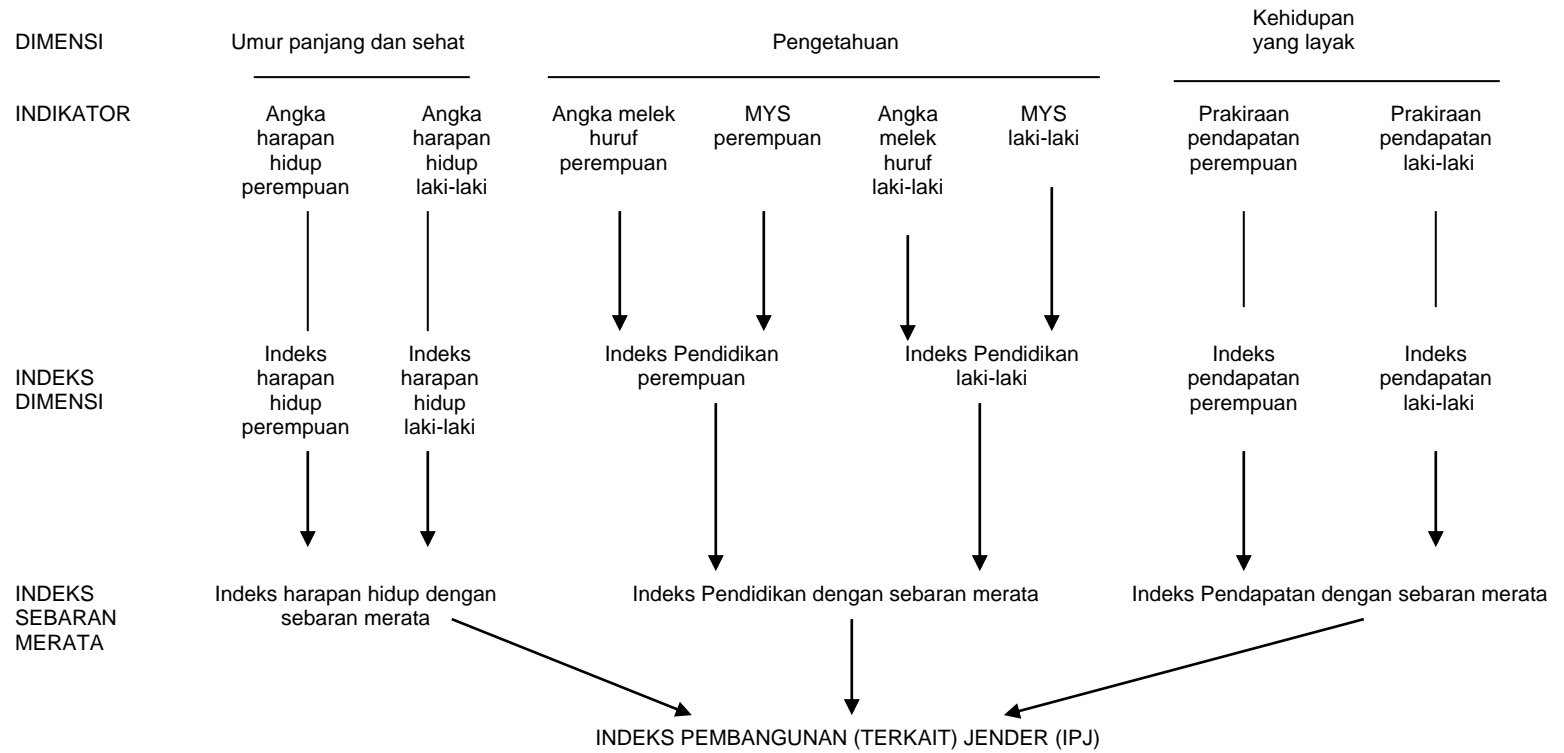 DIMENSI
Umur panjang dan sehat
Pengetahuan
Kehidupan
yang layak
INDIKATOR
Angka
harapan
hidup
perempuan
Angka
harapan
hidup
laki-laki
Angka melek
huruf
perempuan
MYS
perempuan
Angka
melek
huruf
laki-laki
MYS
laki-laki
Prakiraan
pendapatan
perempuan
Prakiraan
pendapatan
laki-laki
INDEKS
DIMENSI
Indeks
harapan
hidup
perempuan
Indeks
harapan
hidup
laki-laki
Indeks Pendidikan
perempuan
Indeks Pendidikan
laki-laki
Indeks
pendapatan
perempuan
Indeks
pendapatan
laki-laki
INDEKS
SEBARAN
MERATA
Indeks harapan hidup dengan
sebaran merata
Indeks Pendidikan dengan sebaran merata
Indeks Pendapatan dengan sebaran merata
INDEKS PEMBANGUNAN (TERKAIT) JENDER (IPJ)